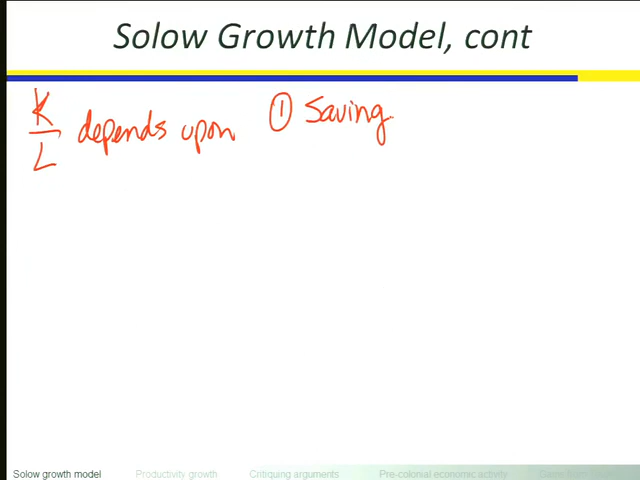 Solow Growth Model, cont
K/L depends upon ① Saving
Solow growth model Productivity growth Critiquing arguments Pre-colonial economic activity